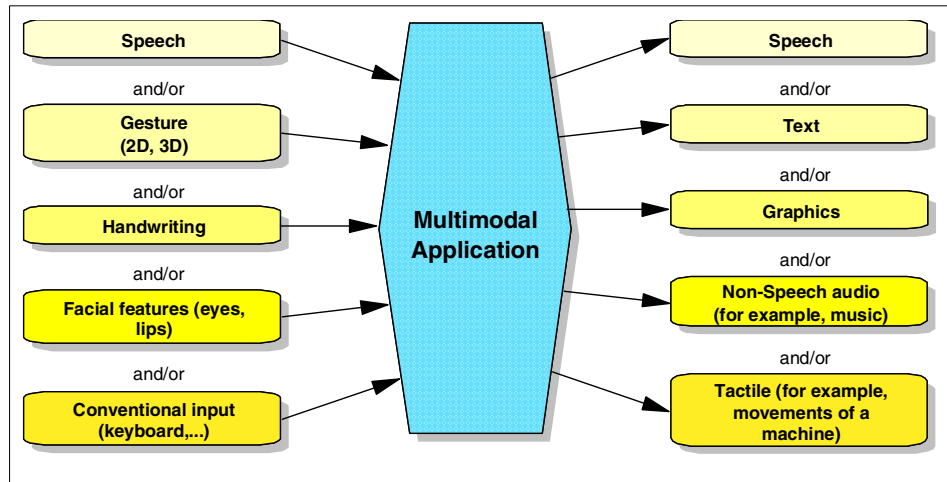 Speech
and/or
Gesture
(2D, 3D)
and/or
Handwriting
and/or
Facial features (eyes,
lips)
and/or
Conventional input
(keyboard,...)
Multimodal
Application
Speech
and/or
Text
and/or
Graphics
and/or
Non-Speech audio
(for example, music)
and/or
Tactile (for example,
movements of a
machine)